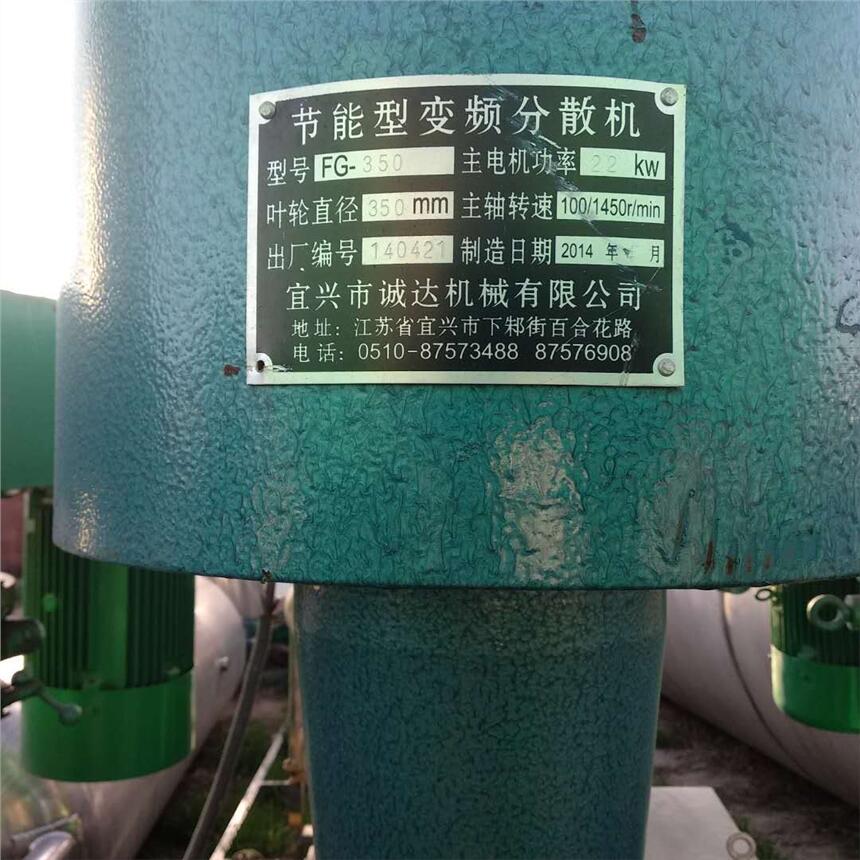 节能型变频分散机
型号 FG-350 主电机功率 22 kw
叶轮直径 350 mm 主轴转速 100/1450r/min
出厂编号 140421 制造日期 2014 年 月
宜兴市诚达机械有限公司
地址: 江苏省宜兴市下邾街百合花路
电话: 0510-87573488 87576908